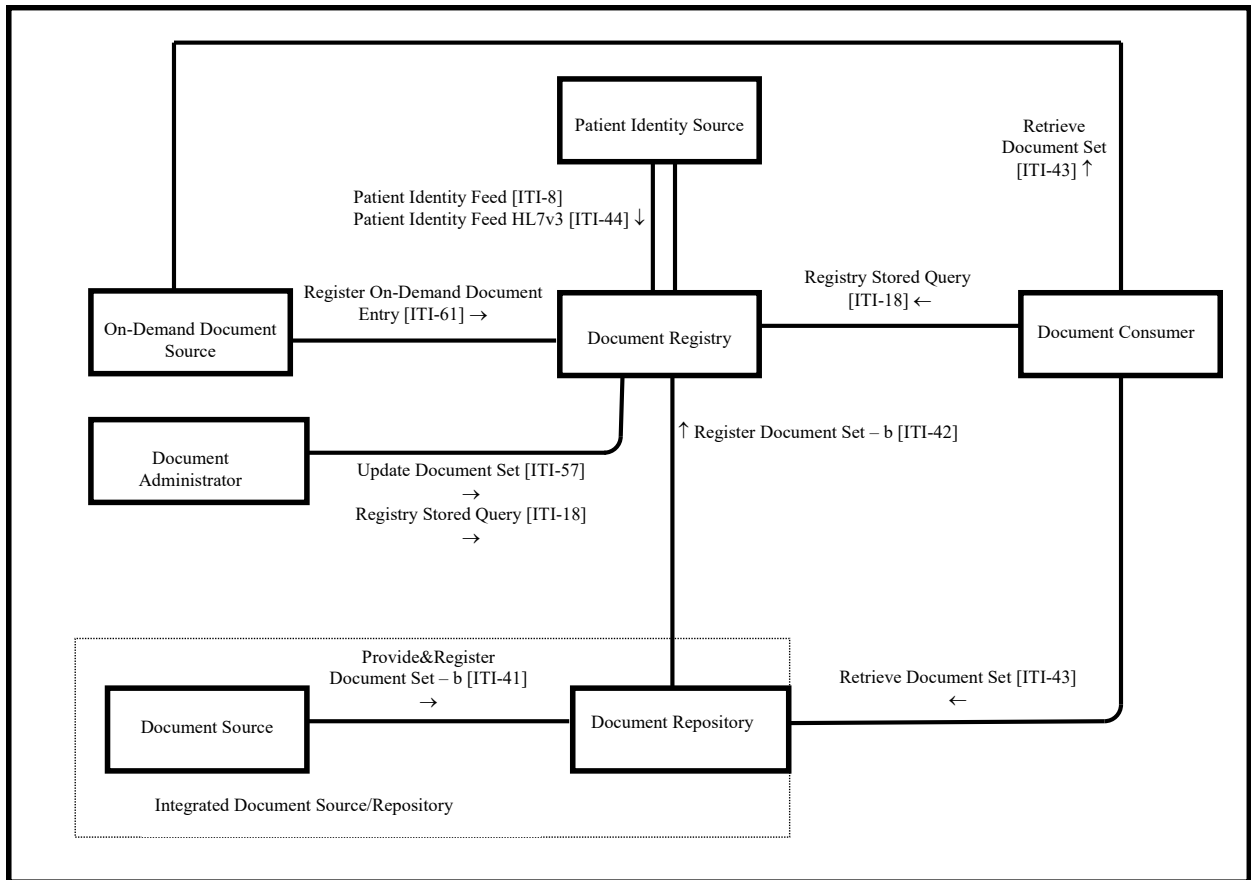 Patient Identity Source
Retrieve
Document Set
[ITI-43] ↑
Patient Identity Feed [ITI-8]
Patient Identity Feed HL7v3 [ITI-44] ↓
Register On-Demand Document
Entry [ITI-61] →
Registry Stored Query
[ITI-18] ←
On-Demand Document
Source
Document Registry
Document Consumer
↑ Register Document Set – b [ITI-42]
Document
Administrator
Update Document Set [ITI-57]
→
Registry Stored Query [ITI-18]
→
Provide&Register
Document Set – b [ITI-41]
→
Retrieve Document Set [ITI-43]
←
Document Source
Document Repository
Integrated Document Source/Repository